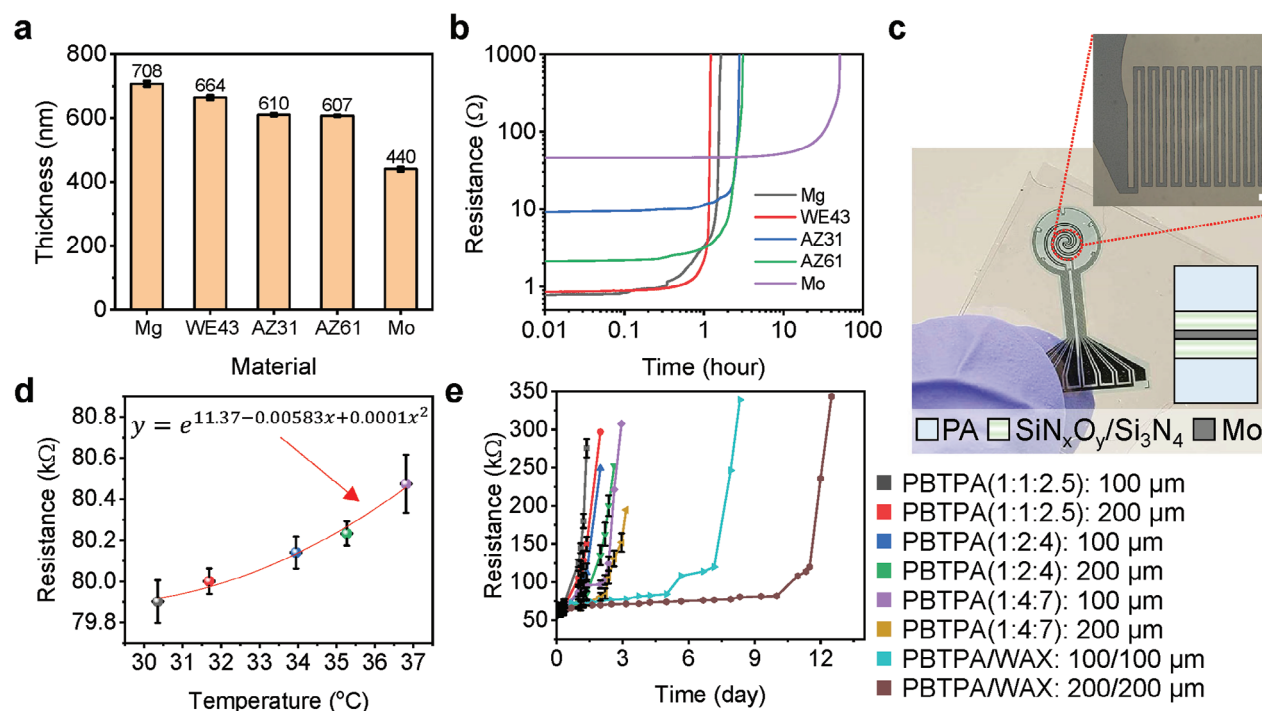 a
Thickness (nm)
800
600
400
200
0
708
664
610
607
440
Mg
WE43
AZ31
AZ61
Mo
Material
b
Resistance (Ω)
1000
100
10
1
Mg
WE43
AZ31
AZ61
Mo
0.01
0.1
1
10
100
Time (hour)
c
PA
SiNₓOᵧ/Si₃N₄
Mo
d
Resistance (kΩ)
80.8
80.6
80.4
80.2
80.0
79.8
y = e^{11.37−0.00583x+0.0001x²}
30
31
32
33
34
35
36
37
Temperature (°C)
e
Resistance (kΩ)
350
300
250
200
150
100
50
0
3
6
9
12
Time (day)
PBTPA(1:1:2.5): 100 μm
PBTPA(1:1:2.5): 200 μm
PBTPA(1:2:4): 100 μm
PBTPA(1:2:4): 200 μm
PBTPA(1:4:7): 100 μm
PBTPA(1:4:7): 200 μm
PBTPA/WAX: 100/100 μm
PBTPA/WAX: 200/200 μm